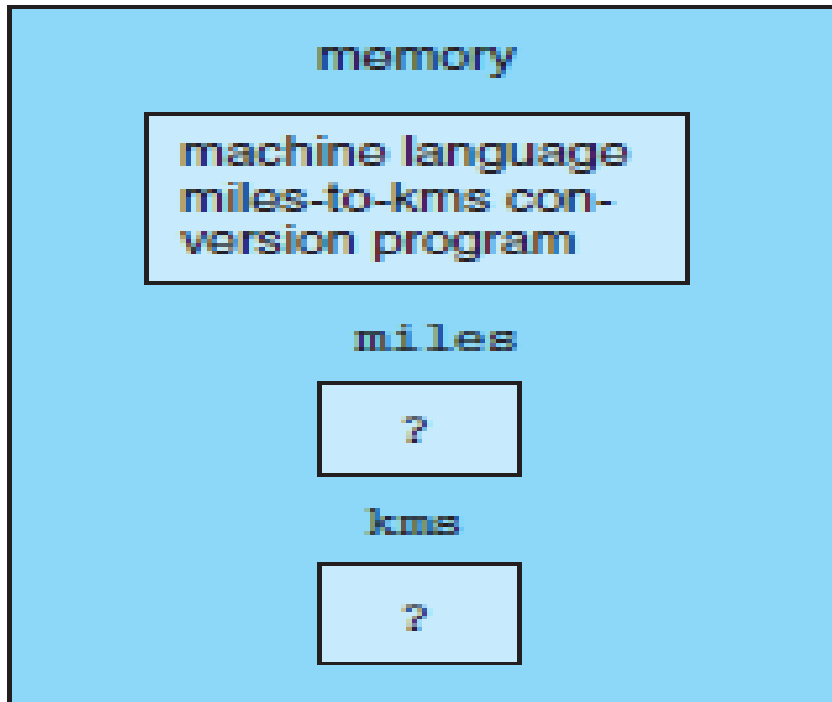 memory
machine language
miles-to-kms con-
version program
miles
?
kms
?